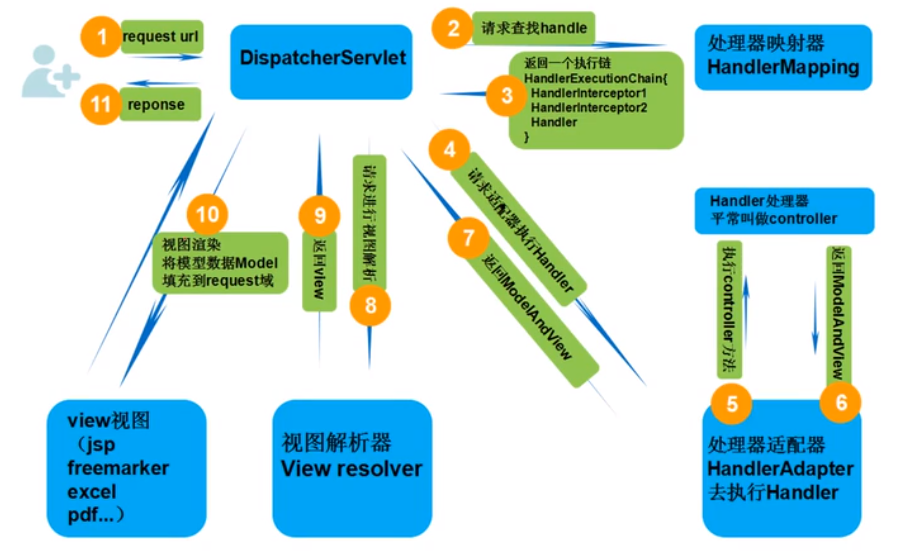 1
request url
DispatcherServlet
2
请求查找handle
处理器映射器
HandlerMapping
3
返回一个执行链
HandlerExecutionChain{
HandlerInterceptor1
HandlerInterceptor2
Handler
}
11
reponse
4
请求适配器执行Handler
7
返回ModelAndView
Handler处理器
平常叫做controller
10
视图渲染
将模型数据Model
填充到request域
9
返回view
请求进行视图解析
8
执行controller方法
5
返回ModelAndView
6
view视图
（jsp
freemarker
excel
pdf...）
视图解析器
View resolver
处理器适配器
HandlerAdapter
去执行Handler